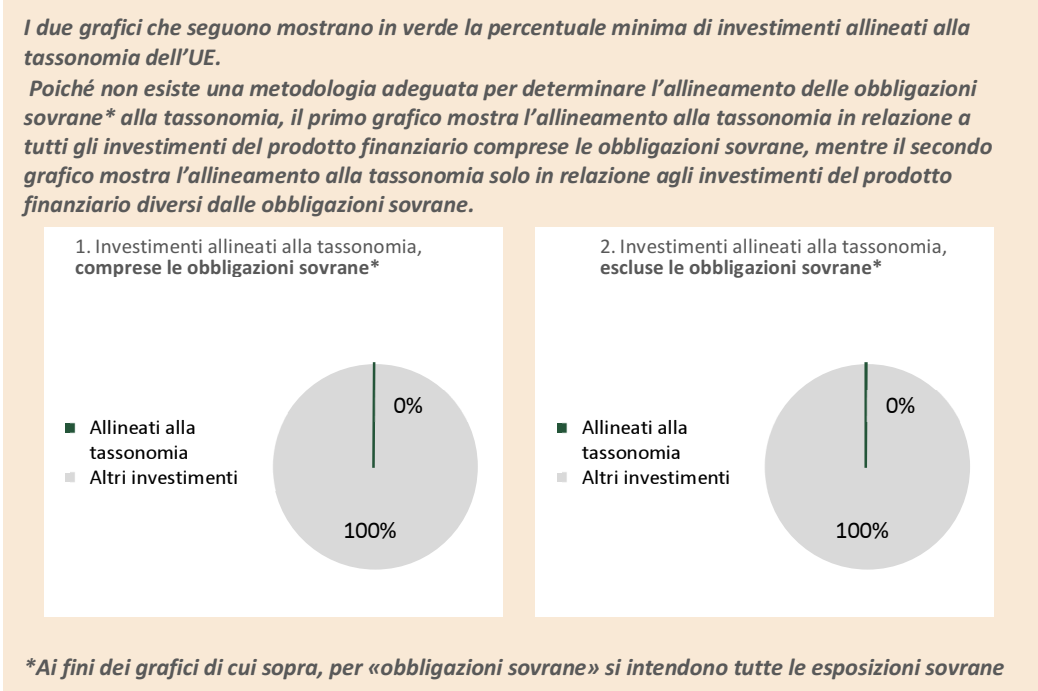 I due grafici che seguono mostrano in verde la percentuale minima di investimenti allineati alla
tassonomia dell’UE.
Poiché non esiste una metodologia adeguata per determinare l’allineamento delle obbligazioni
sovrane* alla tassonomia, il primo grafico mostra l’allineamento alla tassonomia in relazione a
tutti gli investimenti del prodotto finanziario comprese le obbligazioni sovrane, mentre il secondo
grafico mostra l’allineamento alla tassonomia solo in relazione agli investimenti del prodotto
finanziario diversi dalle obbligazioni sovrane.
1. Investimenti allineati alla tassonomia,
comprese le obbligazioni sovrane*
0%
Allineati alla
tassonomia
Altri investimenti
100%
2. Investimenti allineati alla tassonomia,
escluse le obbligazioni sovrane*
0%
Allineati alla
tassonomia
Altri investimenti
100%
*Ai fini dei grafici di cui sopra, per «obbligazioni sovrane» si intendono tutte le esposizioni sovrane